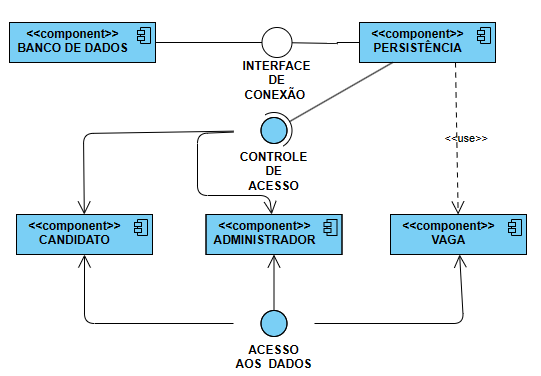 <<component>>
BANCO DE DADOS
<<component>>
PERSISTÊNCIA
INTERFACE
DE
CONEXÃO
<<use>>
CONTROLE
DE
ACESSO
<<component>>
CANDIDATO
<<component>>
ADMINISTRADOR
<<component>>
VAGA
ACESSO
AOS DADOS